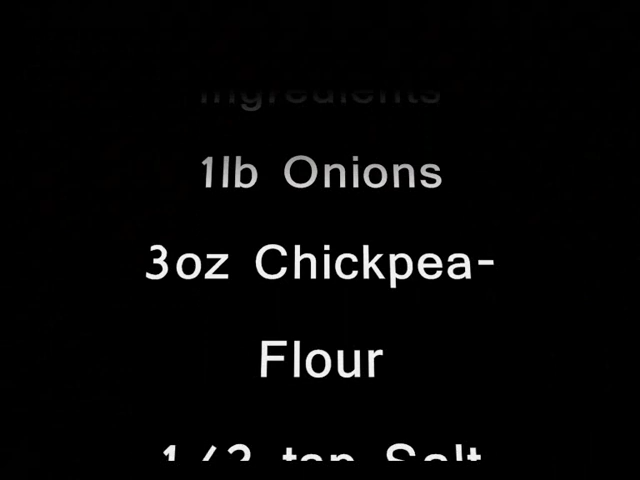 Ingredients
1lb Onions
3oz Chickpea-
Flour
1/2 tsp Salt